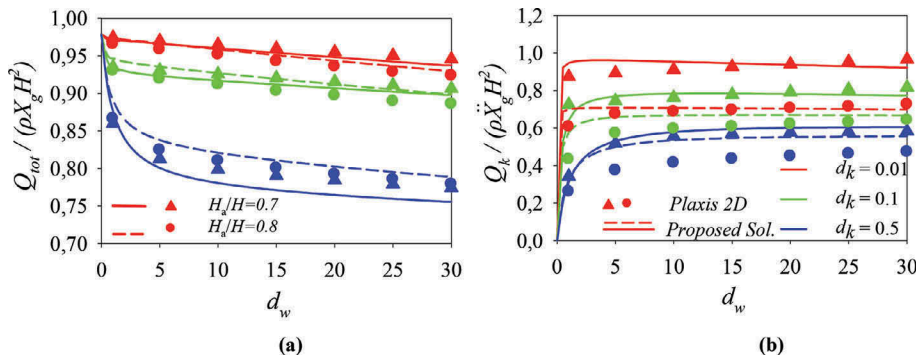 1,00
0,95
0,90
0,85
0,80
0,75
0,70
Q_tot / (ρẌ_gH²)
H_a/H=0.7
H_a/H=0.8
0 5 10 15 20 25 30
d_w
(a)
1,2
1,0
0,8
0,6
0,4
0,2
0,0
Q_k / (ρẌ_gH²)
d_k = 0.01
Plaxis 2D d_k = 0.1
Proposed Sol. d_k = 0.5
0 5 10 15 20 25 30
d_w
(b)